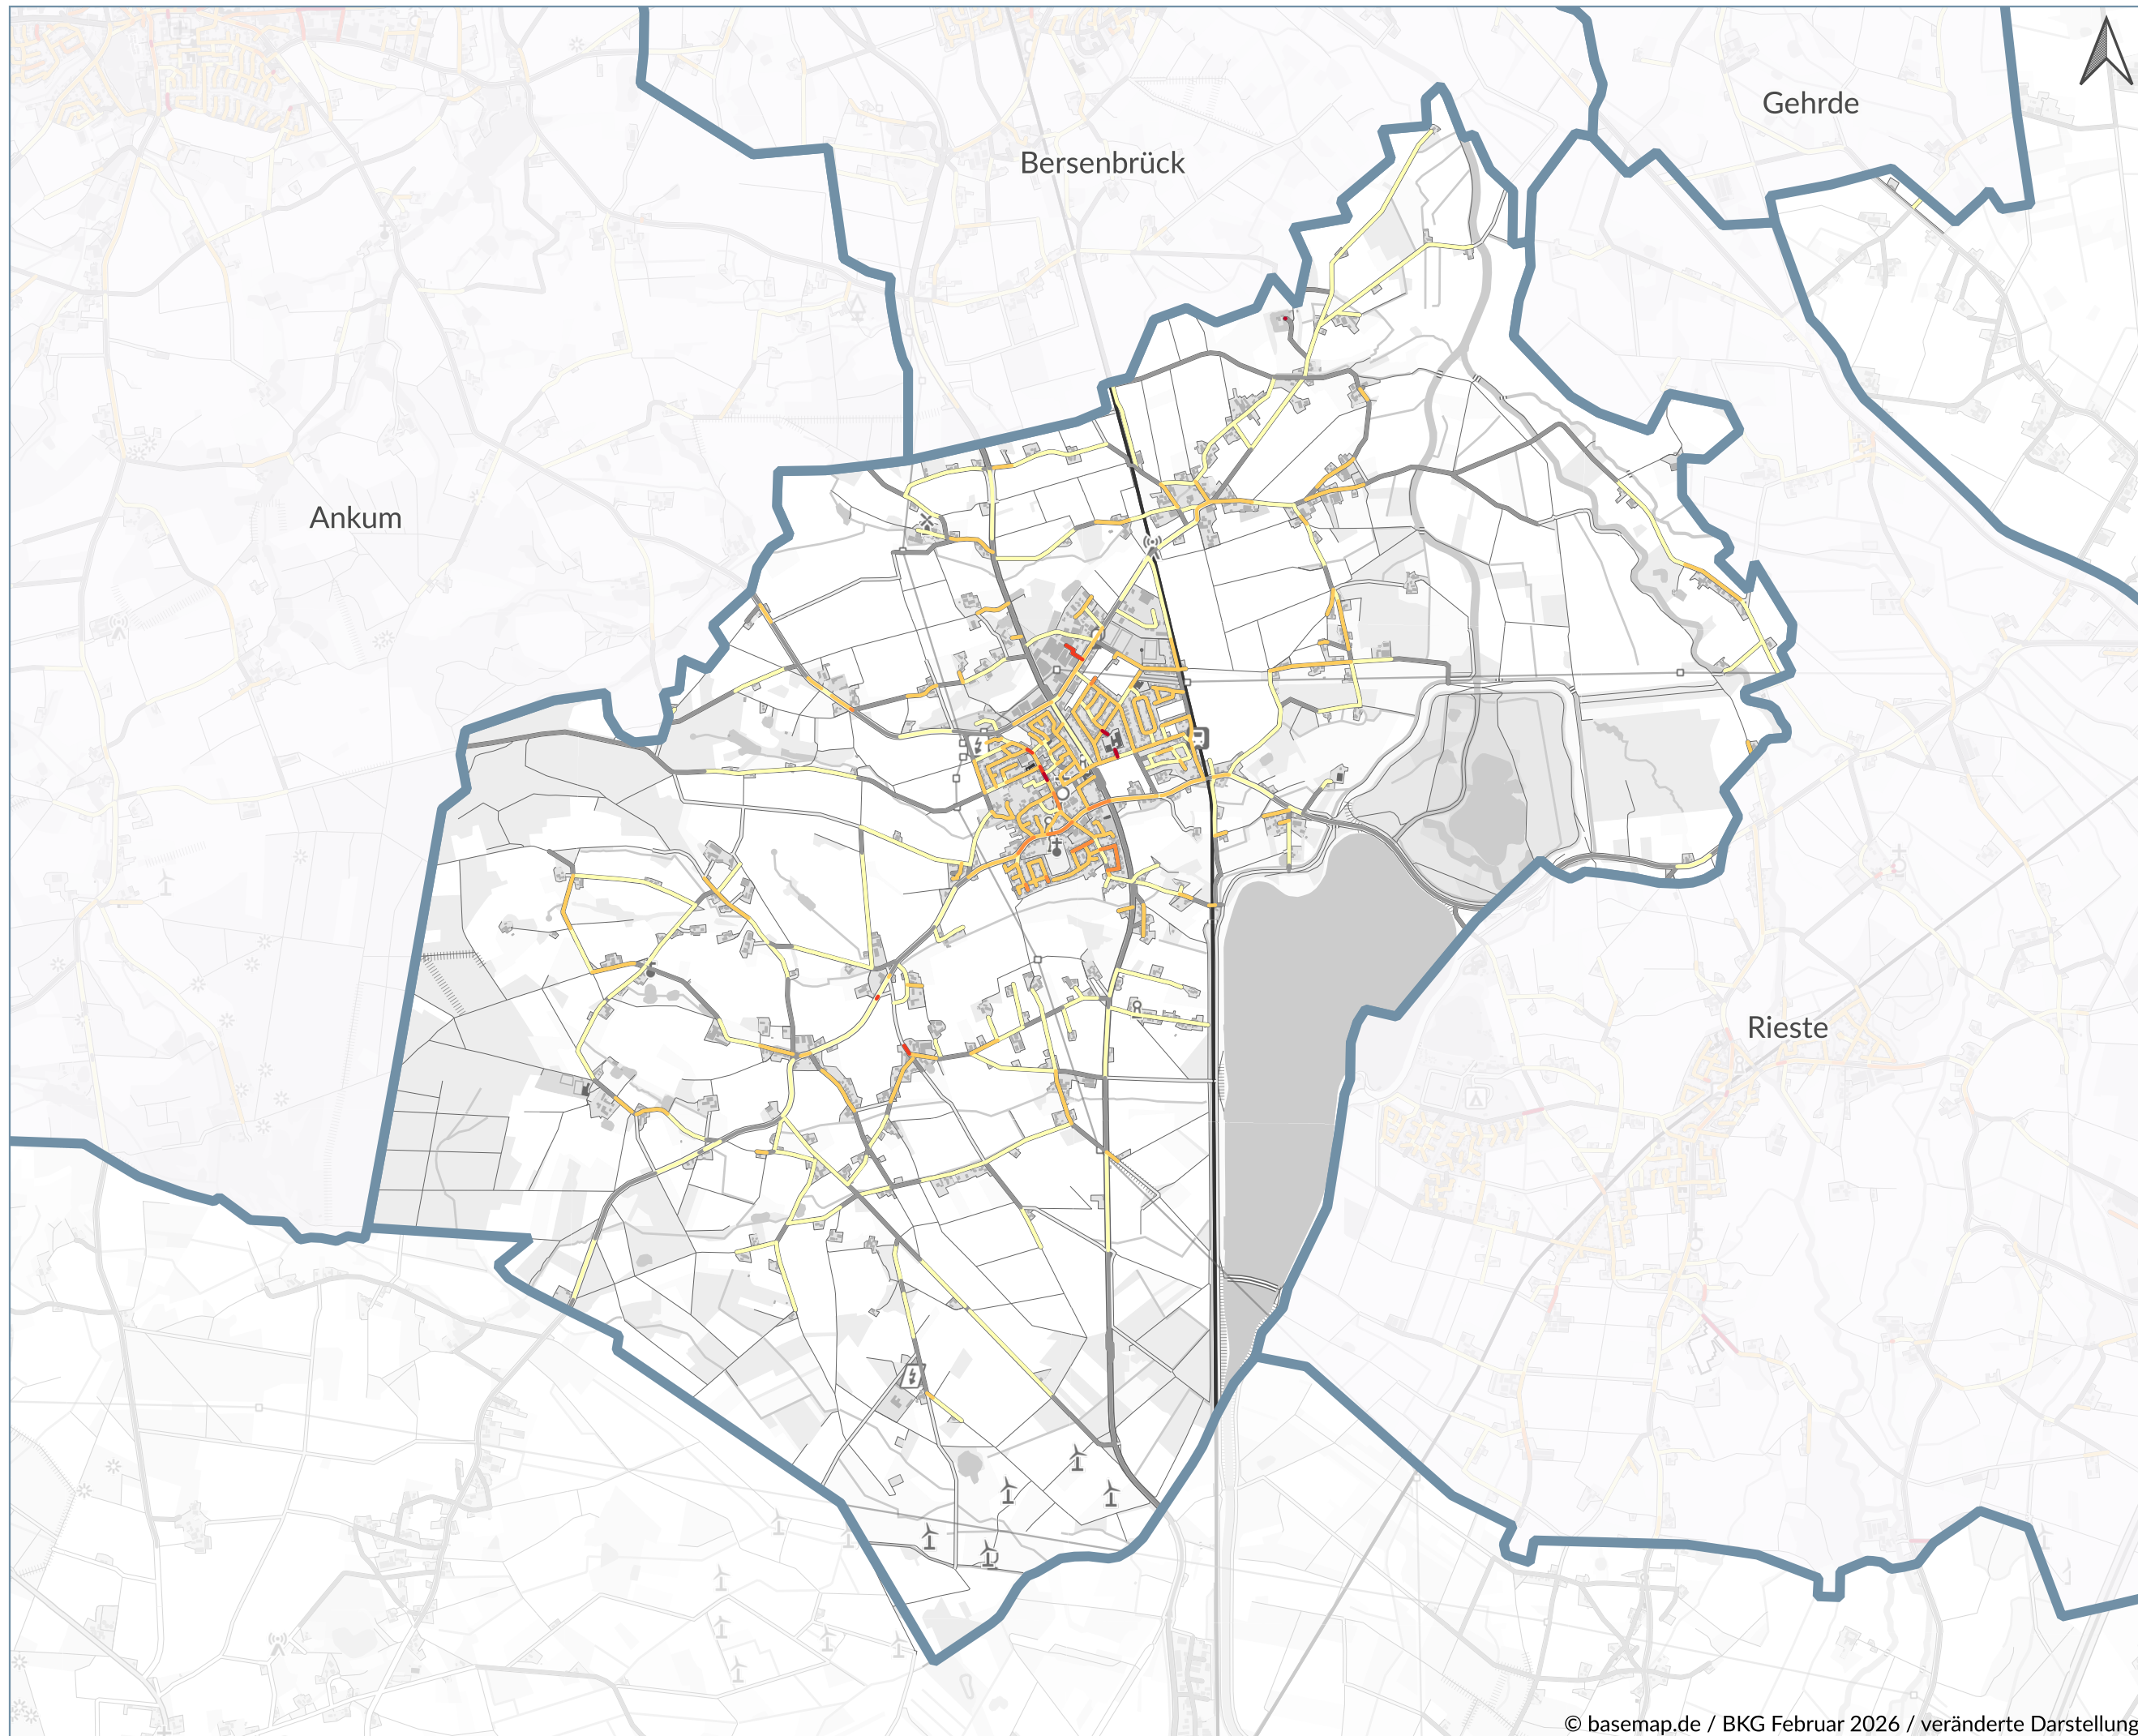 Gehrde
Bersenbrück
Ankum
Rieste
© basemap.de / BKG Februar 2026 / veränderte Darstellung